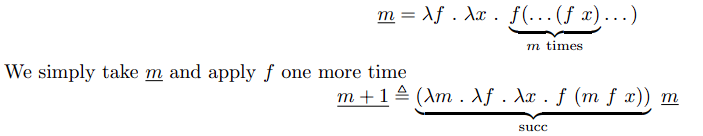 m = λf . λx . f(. . . (f x) . . .)
m times
We simply take m and apply f one more time
m + 1 ≜ (λm . λf . λx . f (m f x)) m
succ